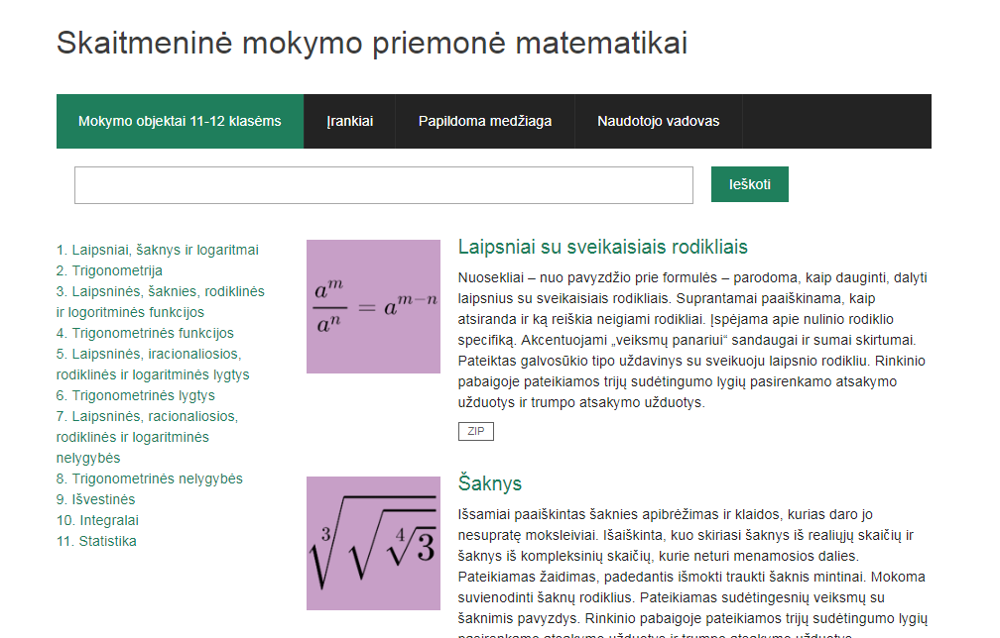 Skaitmeninė mokymo priemonė matematikai
Mokymo objektai 11-12 klasėms
Įrankiai
Papildoma medžiaga
Naudotojo vadovas
Ieškoti
1. Laipsniai, šaknys ir logaritmai
2. Trigonometrija
3. Laipsninės, šaknies, rodiklinės
ir logoritminės funkcijos
4. Trigonometrinės funkcijos
5. Laipsninės, iracionaliosios,
rodiklinės ir logaritminės lygtys
6. Trigonometrinės lygtys
7. Laipsninės, racionaliosios,
rodiklinės ir logaritminės
nelygybės
8. Trigonometrinės nelygybės
9. Išvestinės
10. Integralai
11. Statistika
a^m / a^n = a^{m−n}
Laipsniai su sveikaisiais rodikliais
Nuosekliai – nuo pavyzdžio prie formulės – parodoma, kaip dauginti, dalyti
laipsnius su sveikaisiais rodikliais. Suprantamai paaiškinama, kaip
atsiranda ir ką reiškia neigiami rodikliai. Įspėjama apie nulinio rodiklio
specifiką. Akcentuojami „veiksmų panariui“ sandaugai ir sumai skirtumai.
Pateiktas galvosūkio tipo uždavinys su sveikuoju laipsnio rodikliu. Rinkinio
pabaigoje pateikiamos trijų sudėtingumo lygių pasirenkamo atsakymo
užduotys ir trumpo atsakymo užduotys.
ZIP
∛√∜3
Šaknys
Išsamiai paaiškintas šaknies apibrėžimas ir klaidos, kurias daro jo
nesupratę moksleiviai. Išaiškinta, kuo skiriasi šaknys iš realiųjų skaičių ir
šaknys iš kompleksinių skaičių, kurie neturi menamosios dalies.
Pateikiamas žaidimas, padedantis išmokti traukti šaknis mintinai. Mokoma
suvienodinti šaknų rodiklius. Pateikiamas sudėtingesnių veiksmų su
šaknimis pavyzdys. Rinkinio pabaigoje pateikiamos trijų sudėtingumo lygių
pasirenkamo atsakymo užduotys ir trumpo atsakymo užduotys.